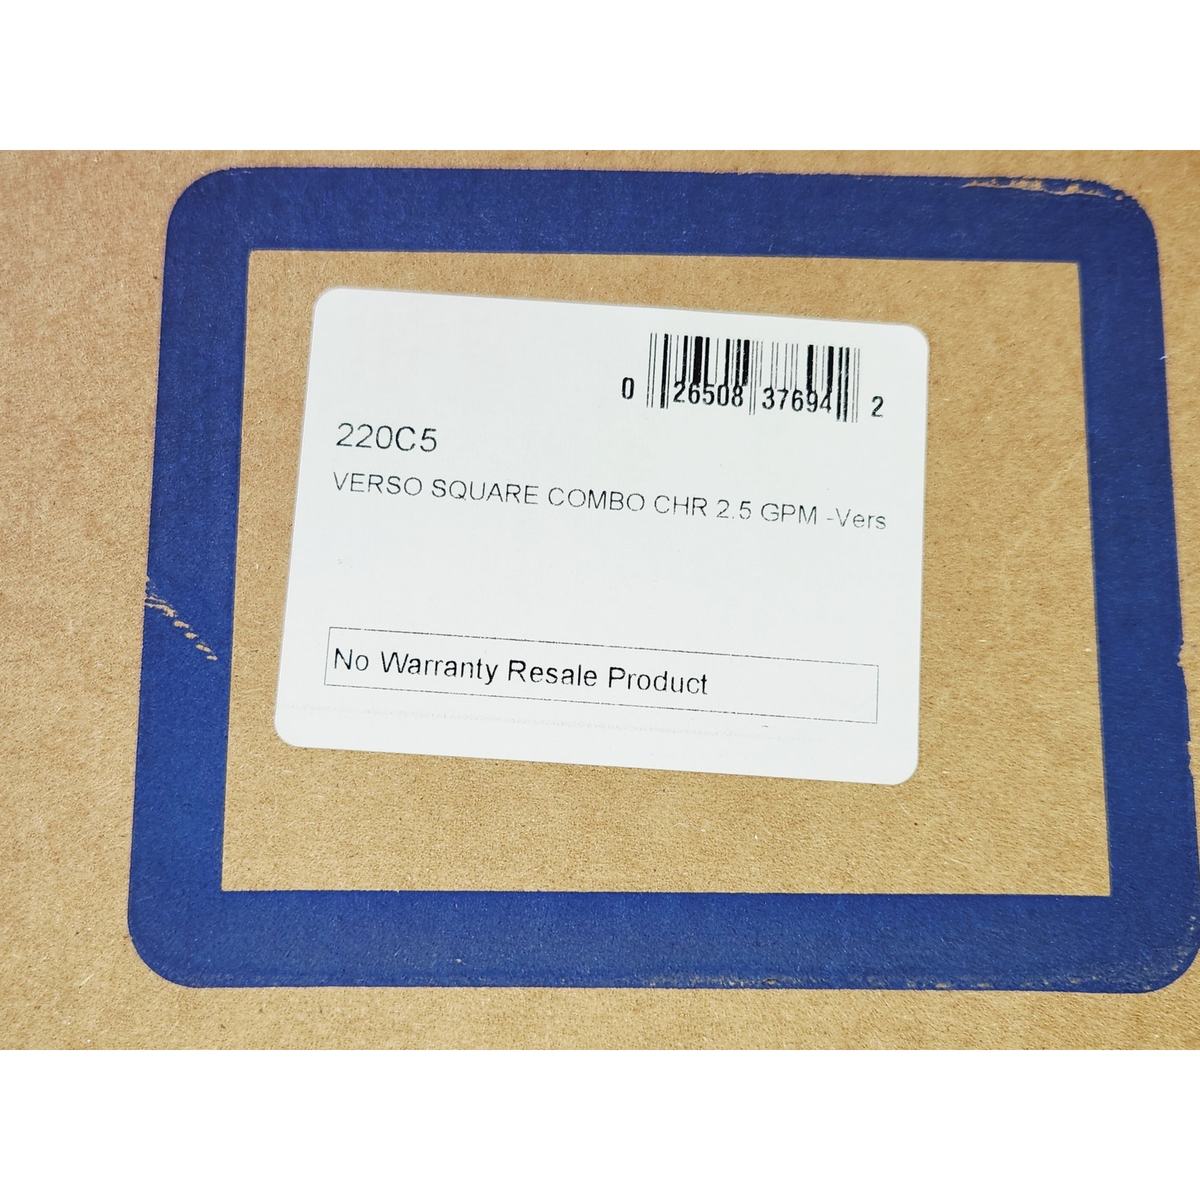 0 26508 37694 2
220C5
VERSO SQUARE COMBO CHR 2.5 GPM -Vers
No Warranty Resale Product